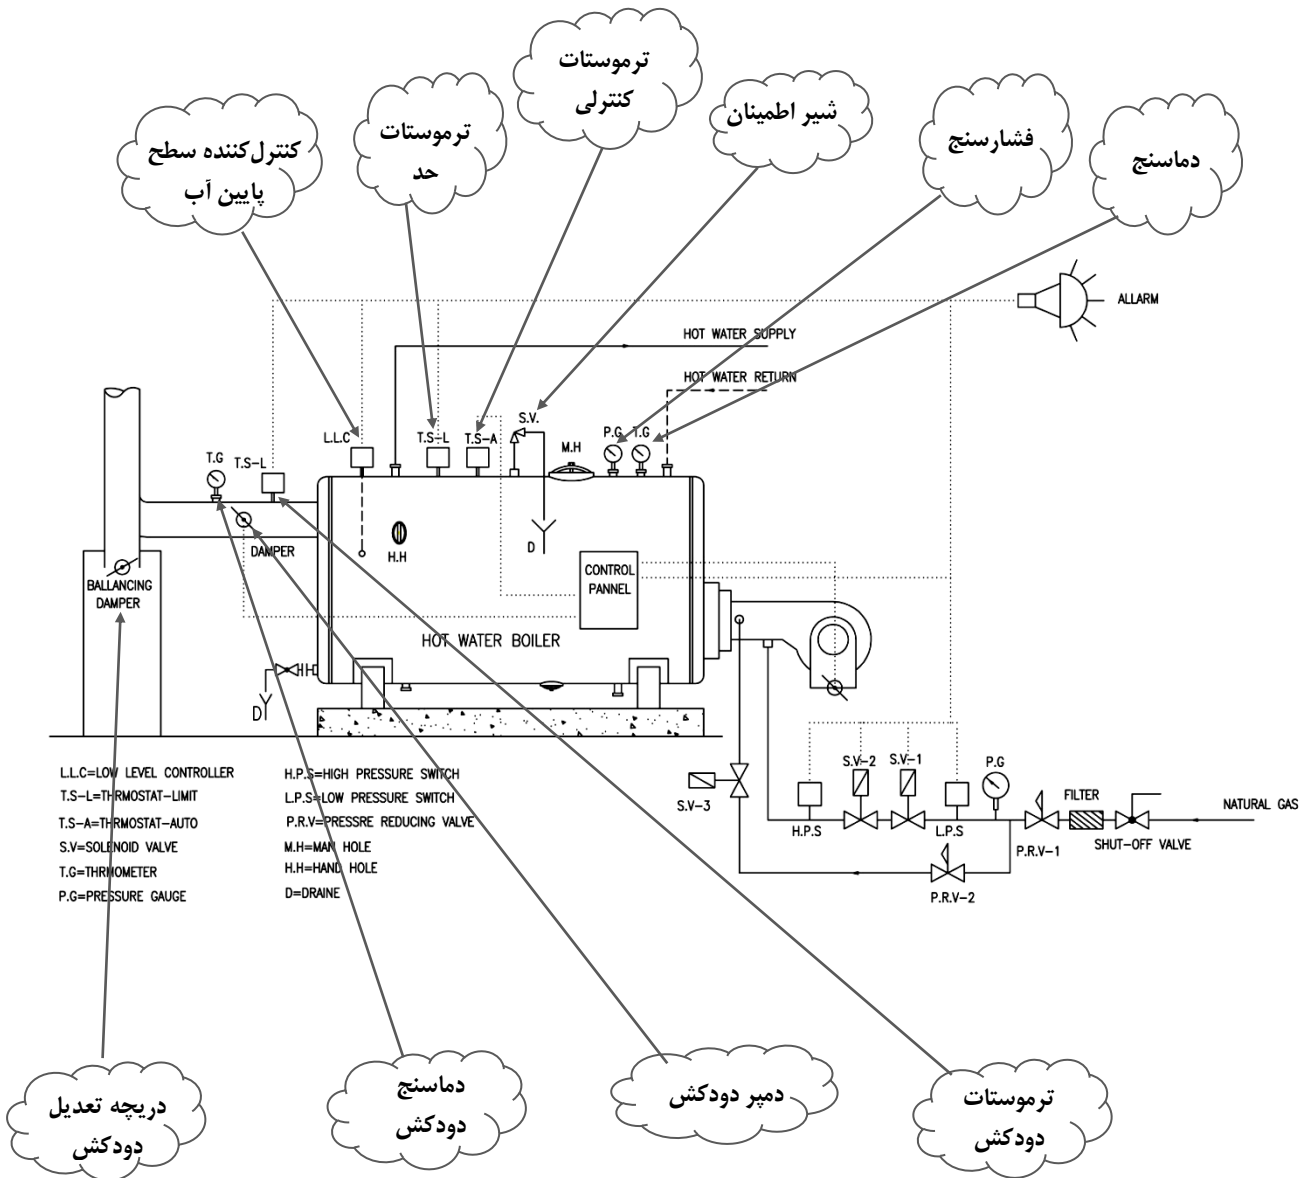 ترموستات
کنترلی
شیر اطمینان
ترموستات
حد
فشارسنج
دماسنج
کنترل‌کننده سطح
پایین آب
ALLARM
HOT WATER SUPPLY
HOT WATER RETURN
S.V.
L.L.C
T.S-L
T.S-A
M.H
P.G
T.G
T.G
T.S-L
H.H
D
DAMPER
BALLANCING
DAMPER
CONTROL
PANNEL
HOT WATER BOILER
D
L.L.C=LOW LEVEL CONTROLLER
T.S-L=THRMOSTAT-LIMIT
T.S-A=THRMOSTAT-AUTO
S.V=SOLENOID VALVE
T.G=THRMOMETER
P.G=PRESSURE GAUGE
H.P.S=HIGH PRESSURE SWITCH
L.P.S=LOW PRESSURE SWITCH
P.R.V=PRESSRE REDUCING VALVE
M.H=MAN HOLE
H.H=HAND HOLE
D=DRAINE
S.V-3
S.V-2
S.V-1
P.G
FILTER
NATURAL GAS
H.P.S
L.P.S
P.R.V-1
SHUT-OFF VALVE
P.R.V-2
دریچه تعدیل
دودکش
دماسنج
دودکش
دمپر دودکش
ترموستات
دودکش